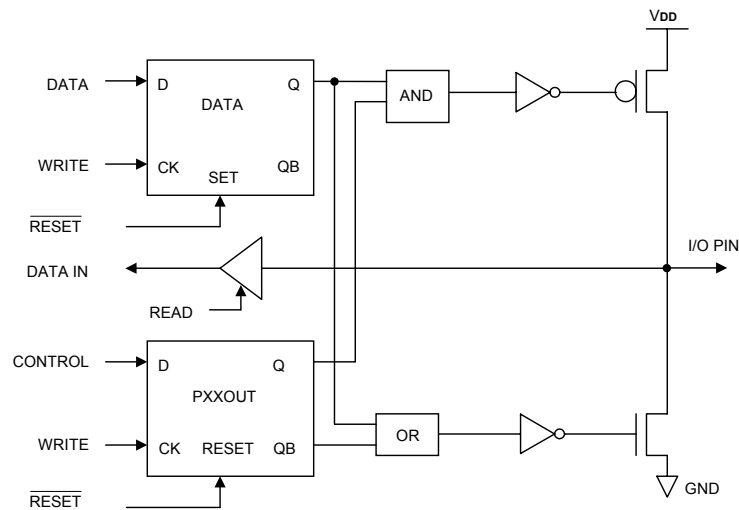 VDD
DATA
D
Q
DATA
AND
WRITE
CK
QB
SET
RESET
I/O PIN
DATA IN
READ
CONTROL
D
Q
PXXOUT
OR
WRITE
CK
RESET
QB
RESET
GND